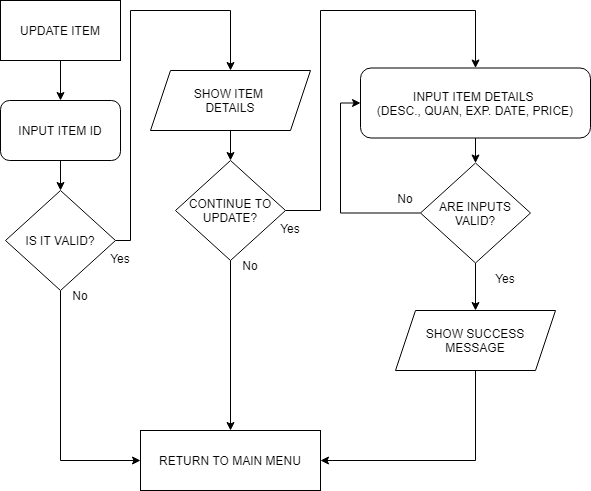 UPDATE ITEM
INPUT ITEM ID
IS IT VALID?
Yes
No
SHOW ITEM
DETAILS
CONTINUE TO
UPDATE?
Yes
No
INPUT ITEM DETAILS
(DESC., QUAN, EXP. DATE, PRICE)
No
ARE INPUTS
VALID?
Yes
SHOW SUCCESS
MESSAGE
RETURN TO MAIN MENU